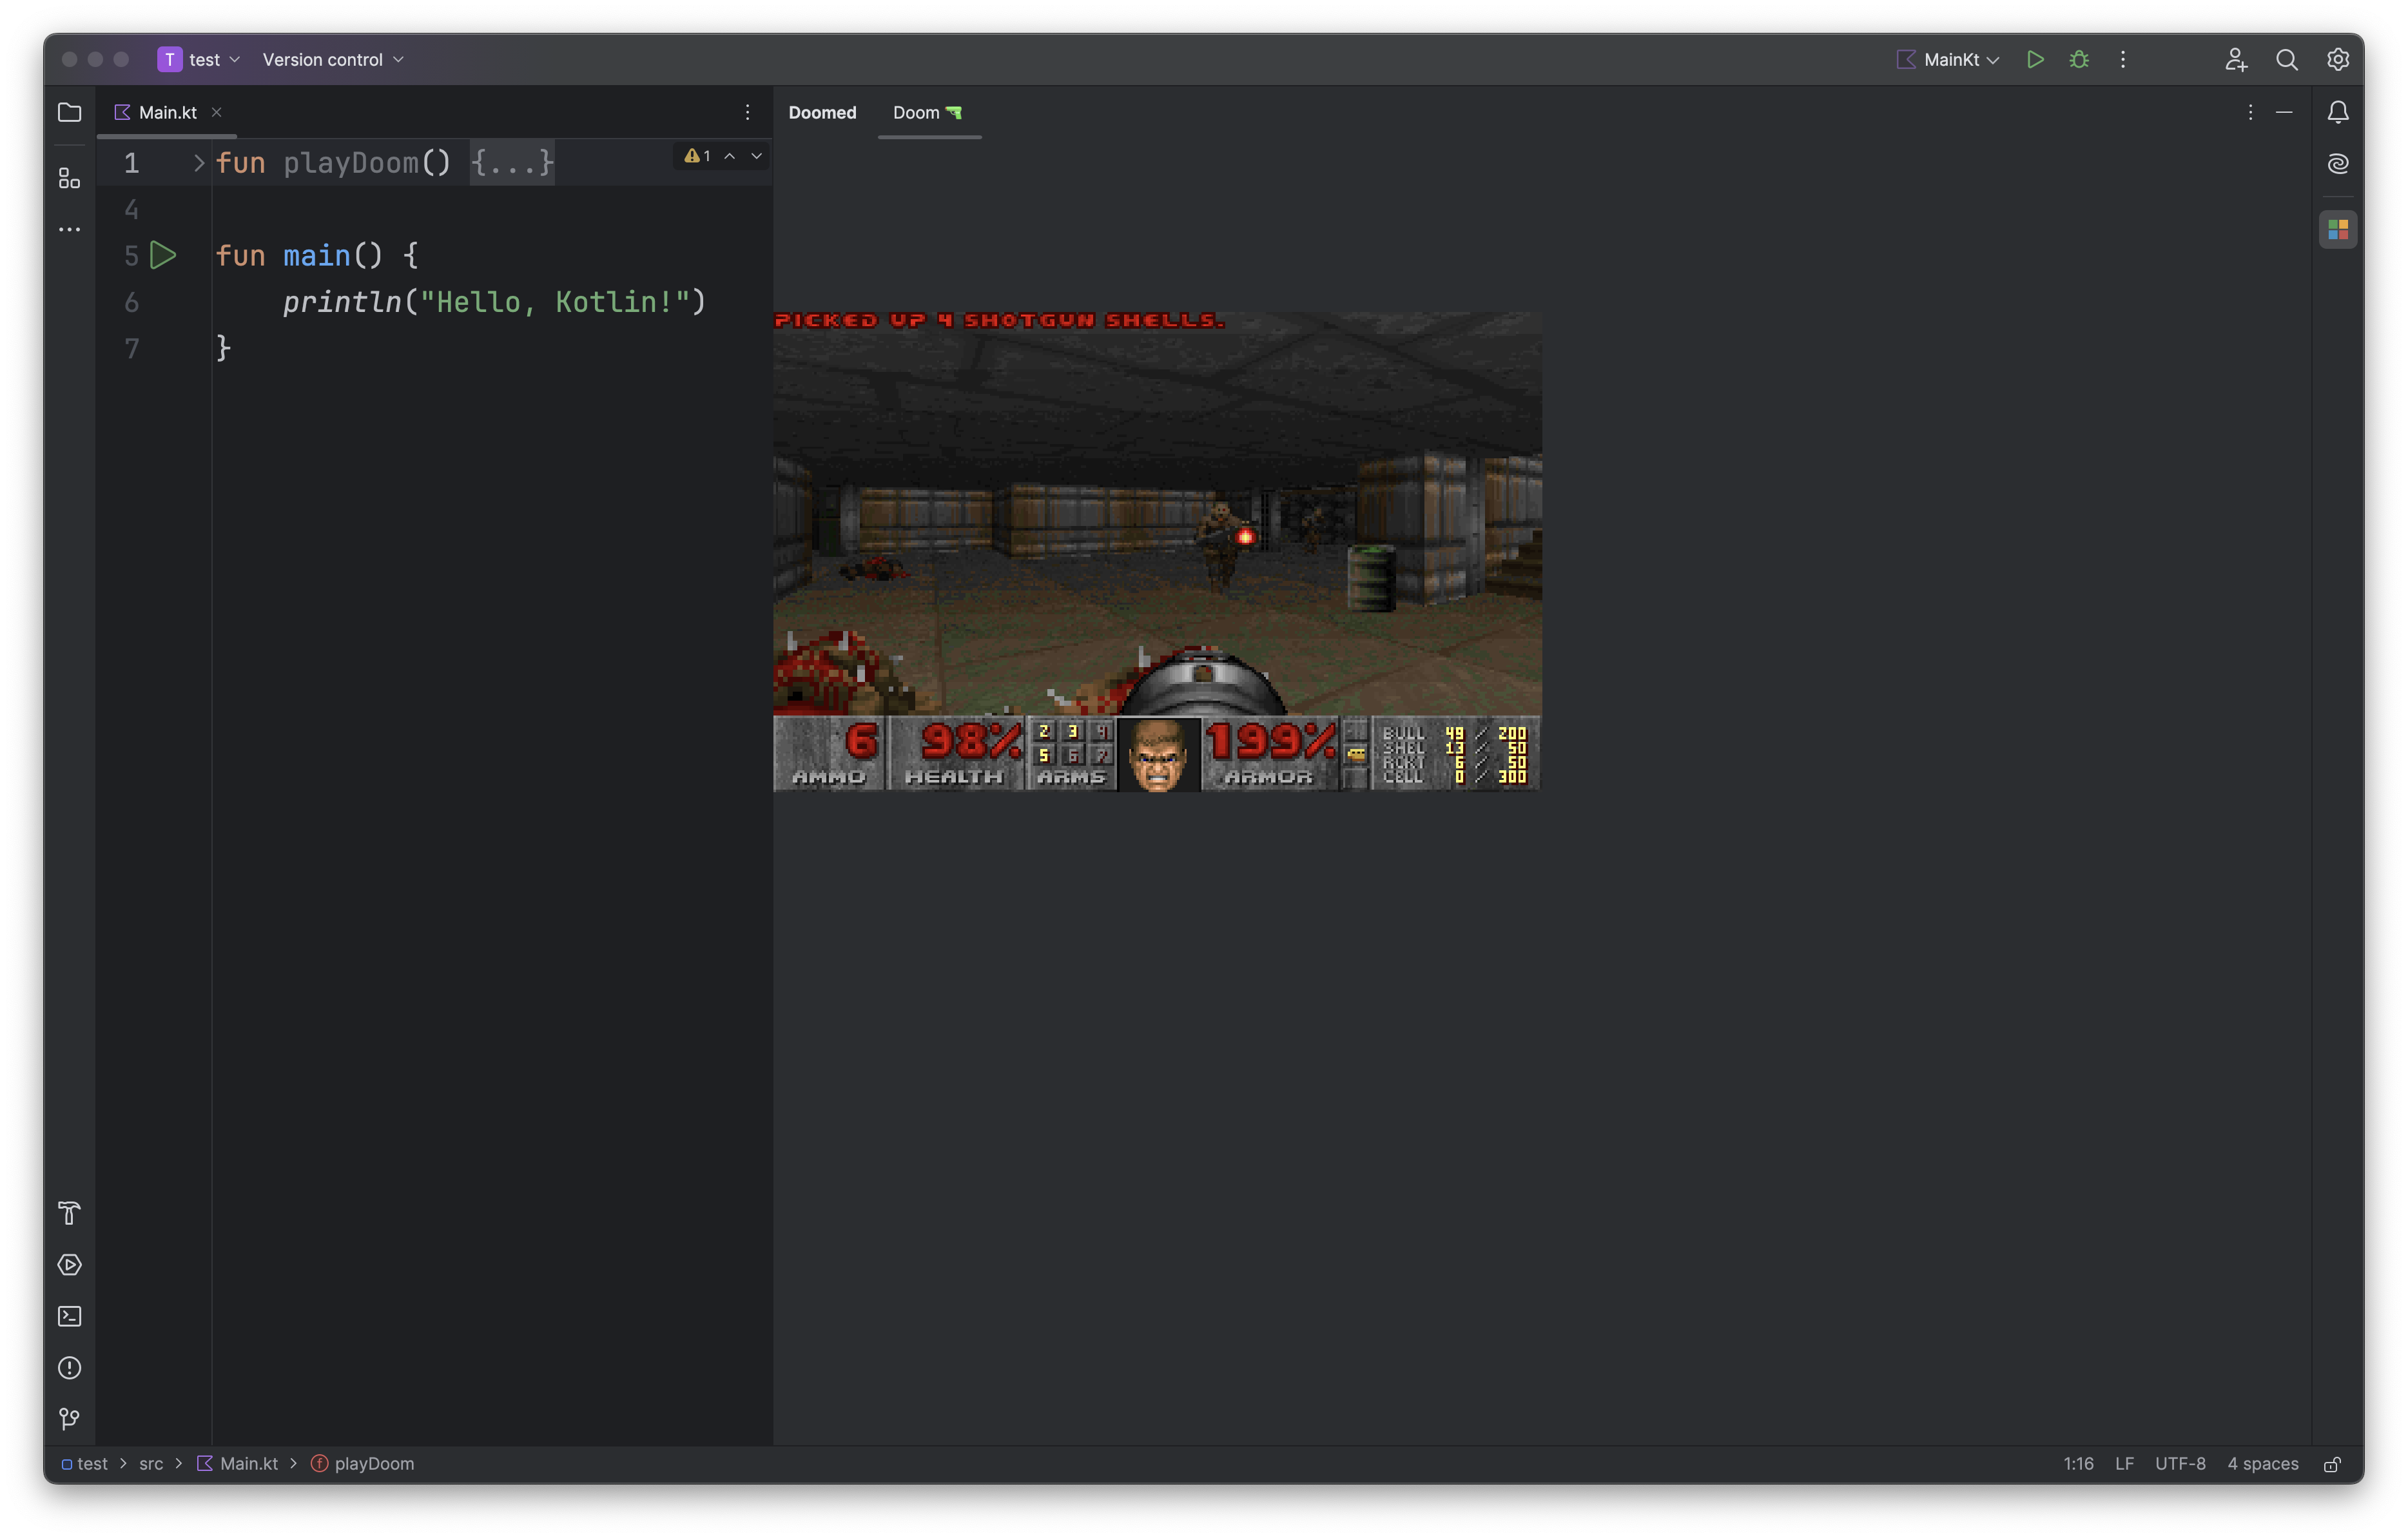 T test Version control MainKt
Main.kt
Doomed Doom
1 fun playDoom() {...} 1
4
5 fun main() {
6 println("Hello, Kotlin!")
7 }
PICKED UP 4 SHOTGUN SHELLS.
6 98% 2 3 4 199% BULL 49 / 200
5 6 7 SHEL 13 / 50
RCKT 6 / 50
AMMO HEALTH ARMS ARMOR CELL 0 / 300
test > src > Main.kt > f playDoom 1:16 LF UTF-8 4 spaces